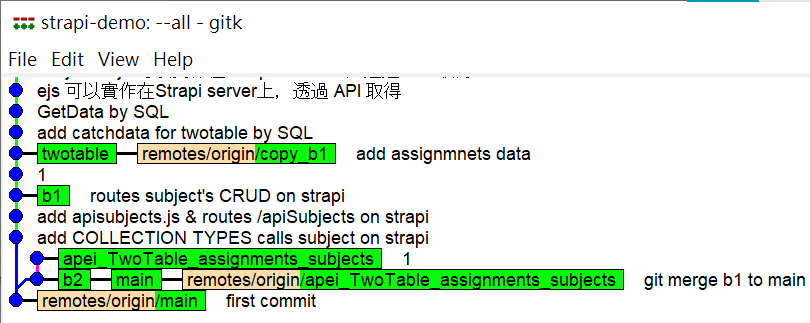 strapi-demo: --all - gitk
File Edit View Help
ejs 可以實作在Strapi server上，透過 API 取得
GetData by SQL
add catchdata for twotable by SQL
twotable remotes/origin/copy_b1 add assignmnets data
1
b1 routes subject's CRUD on strapi
add apisubjects.js & routes /apiSubjects on strapi
add COLLECTION TYPES calls subject on strapi
apei_TwoTable_assignments_subjects 1
b2 main remotes/origin/apei_TwoTable_assignments_subjects git merge b1 to main
remotes/origin/main first commit